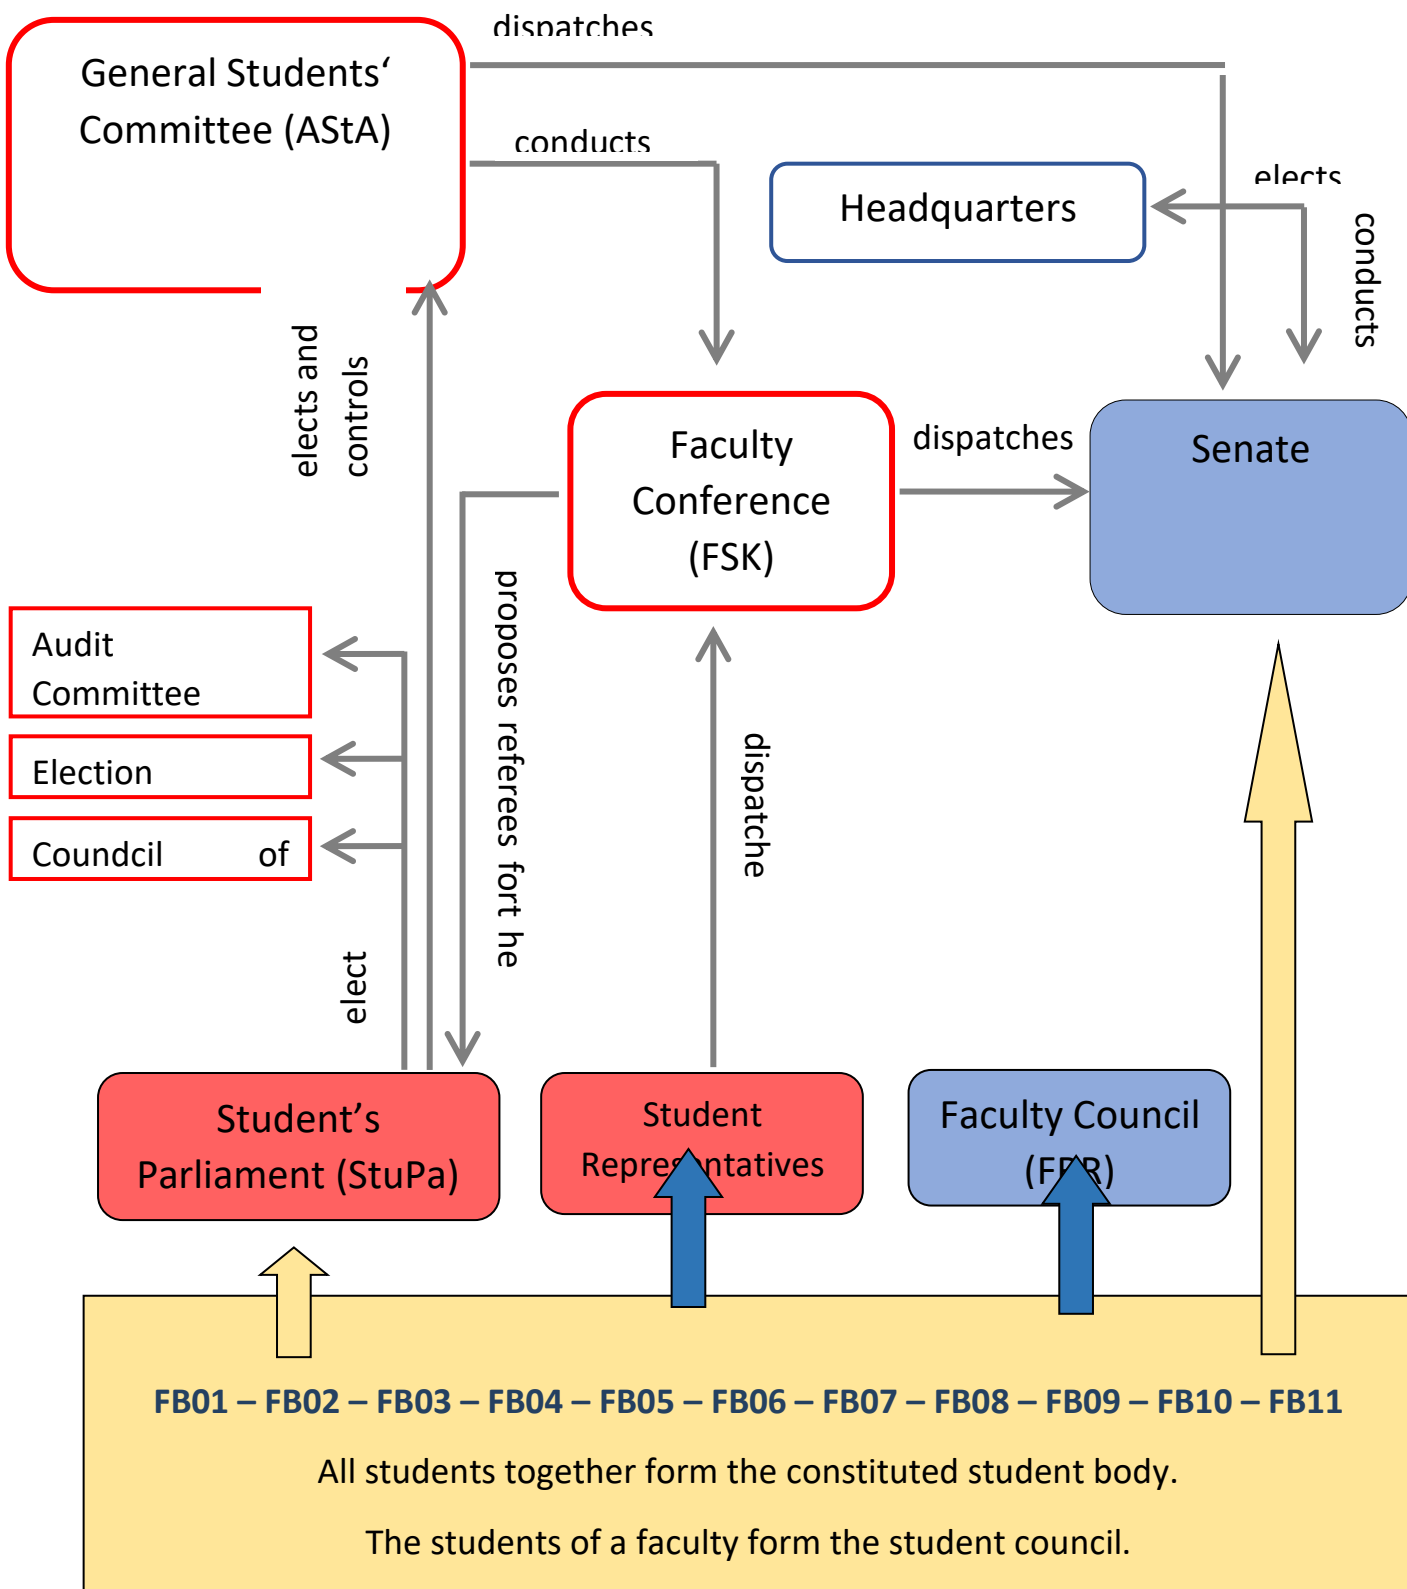 dispatches
General Students‘
Committee (AStA)
conducts
elects
Headquarters
conducts
elects and
controls
Faculty
Conference
(FSK)
dispatches
Senate
proposes referees fort he
Audit
Committee
Election
Coundcil of
dispatche
elect
Student’s
Parliament (StuPa)
Student
Representatives
Faculty Council
(FBR)
FB01 – FB02 – FB03 – FB04 – FB05 – FB06 – FB07 – FB08 – FB09 – FB10 – FB11
All students together form the constituted student body.
The students of a faculty form the student council.